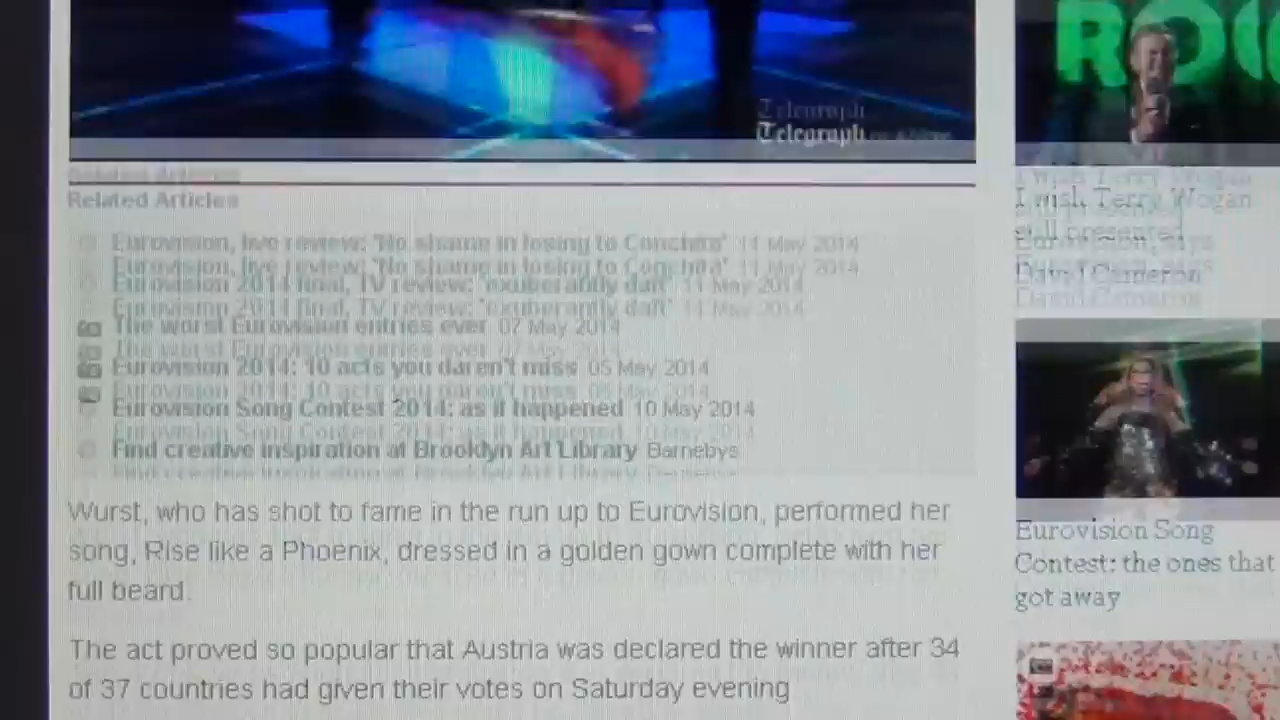 Telegraph
Related Articles
Eurovision, live review: 'No shame in losing to Conchita' 11 May 2014
Eurovision 2014 final, TV review: "exuberantly daft" 11 May 2014
The worst Eurovision entries ever 07 May 2014
Eurovision 2014: 10 acts you daren't miss 05 May 2014
Eurovision Song Contest 2014: as it happened 10 May 2014
Find creative inspiration at Brooklyn Art Library Barnebys
Wurst, who has shot to fame in the run up to Eurovision, performed her
song, Rise like a Phoenix, dressed in a golden gown complete with her
full beard.
The act proved so popular that Austria was declared the winner after 34
of 37 countries had given their votes on Saturday evening
I wish Terry Wogan
still presented
Eurovision, says
David Cameron
Eurovision Song
Contest: the ones that
got away